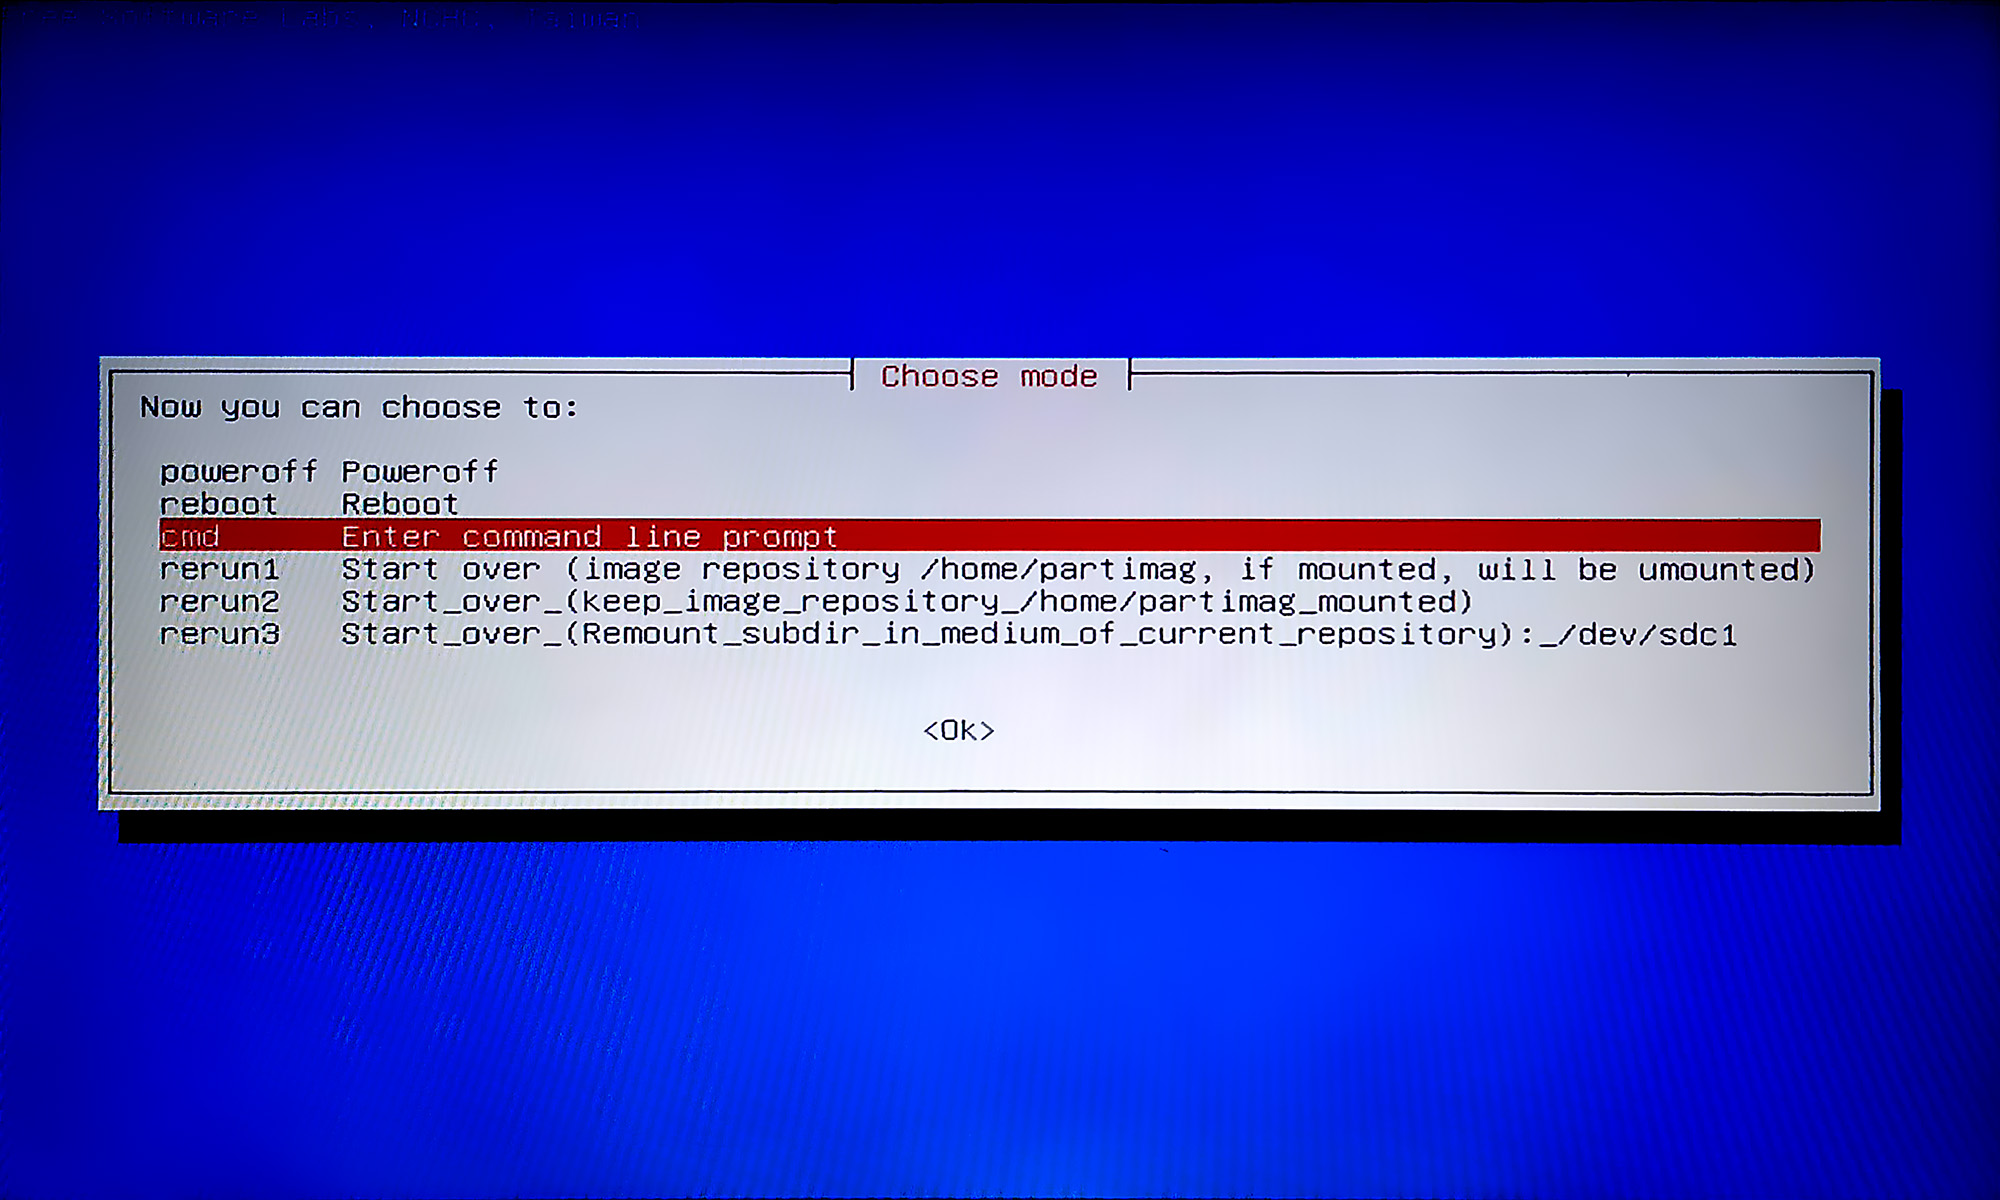 Software Labs, NCHC, Taiwan
Choose mode
Now you can choose to:
poweroff Poweroff
reboot Reboot
cmd Enter command line prompt
rerun1 Start over (image repository /home/partimag, if mounted, will be umounted)
rerun2 Start_over_(keep_image_repository_/home/partimag_mounted)
rerun3 Start_over_(Remount_subdir_in_medium_of_current_repository):_/dev/sdc1
<Ok>